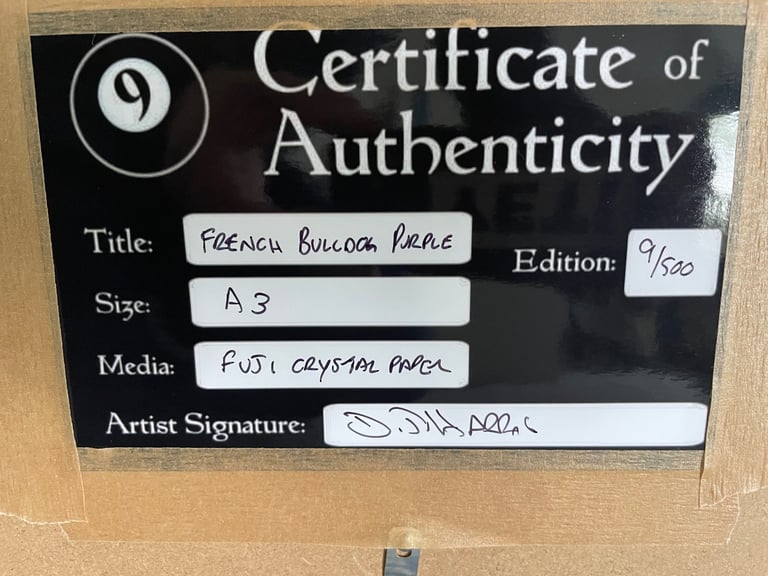 9
Certificate of
Authenticity
Title: FRENCH BULLDOG PURPLE
Edition: 9/500
Size: A3
Media: FUJI CRYSTAL PAPER
Artist Signature: